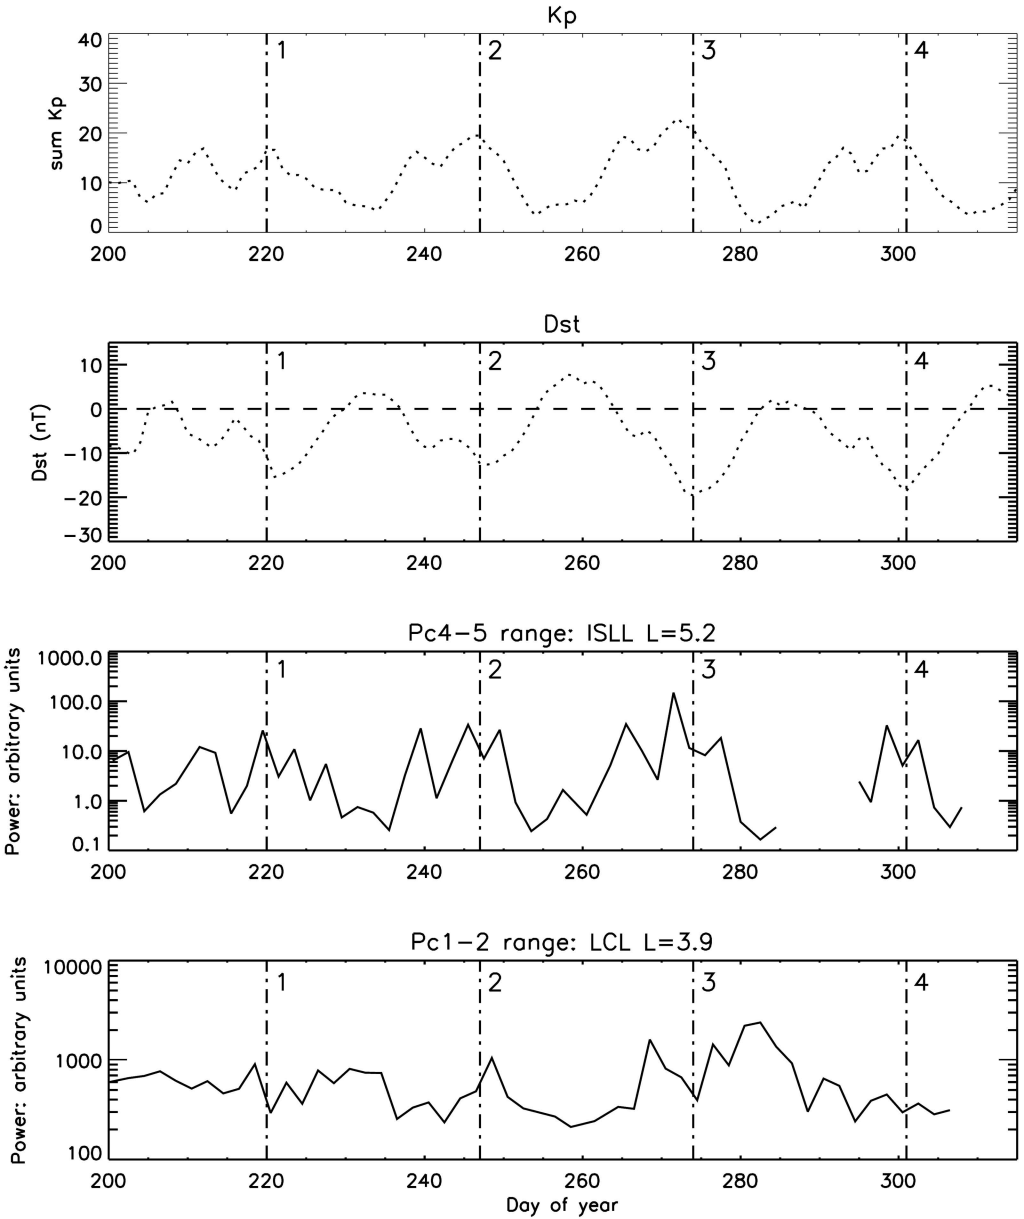 Kp
40
30
20
10
0
sum Kp
1
2
3
4
200 220 240 260 280 300
Dst
10
0
−10
−20
−30
Dst (nT)
1
2
3
4
200 220 240 260 280 300
Pc4−5 range: ISLL L=5.2
1000.0
100.0
10.0
1.0
0.1
Power: arbitrary units
1
2
3
4
200 220 240 260 280 300
Pc1−2 range: LCL L=3.9
10000
1000
100
Power: arbitrary units
1
2
3
4
200 220 240 260 280 300
Day of year